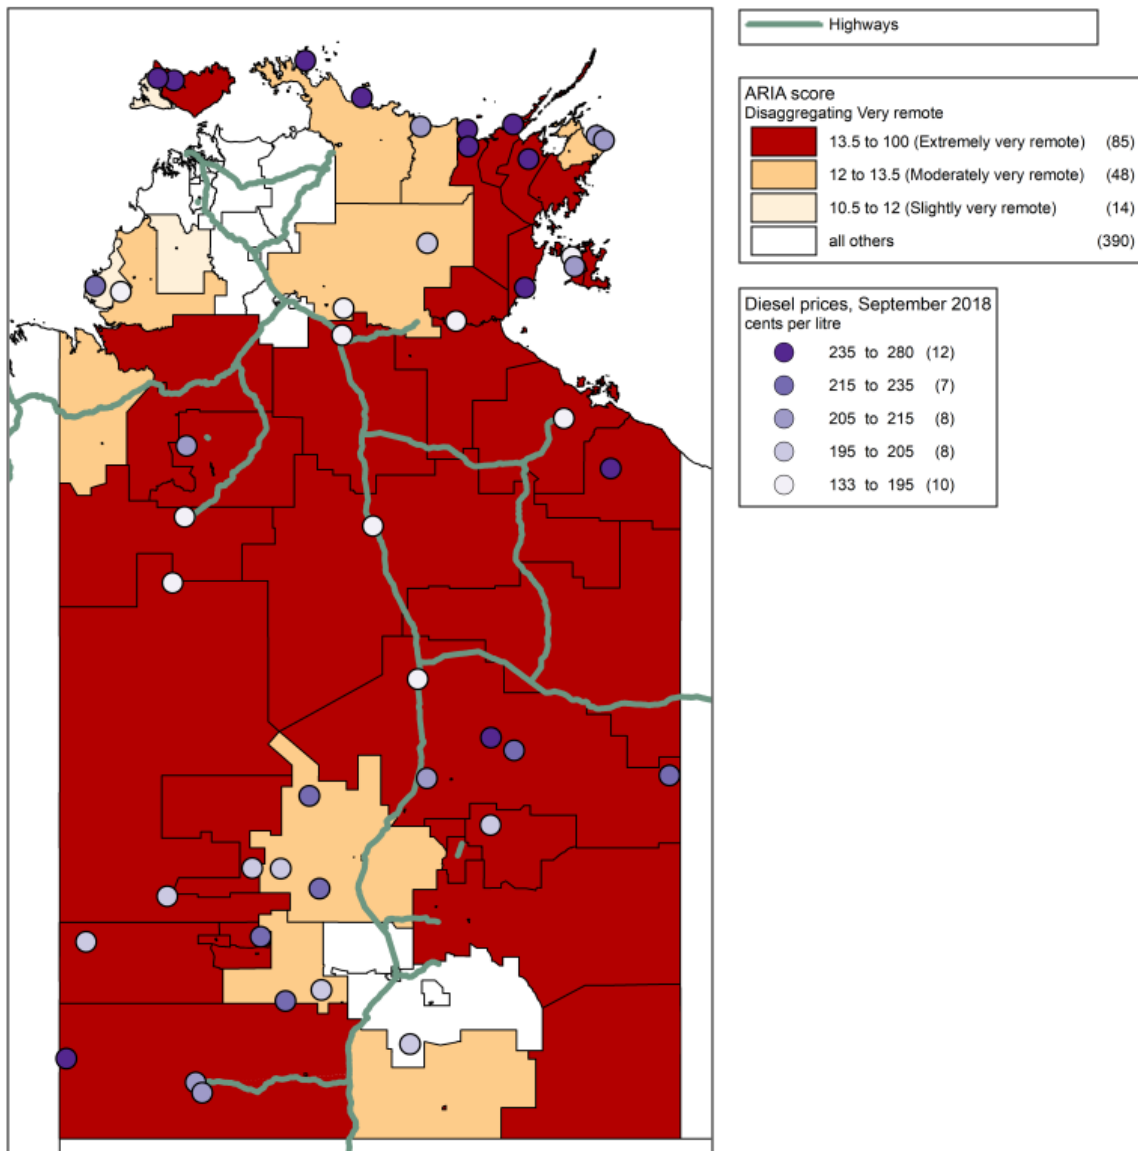 Highways
ARIA score
Disaggregating Very remote
13.5 to 100 (Extremely very remote) (85)
12 to 13.5 (Moderately very remote) (48)
10.5 to 12 (Slightly very remote) (14)
all others (390)
Diesel prices, September 2018
cents per litre
235 to 280 (12)
215 to 235 (7)
205 to 215 (8)
195 to 205 (8)
133 to 195 (10)